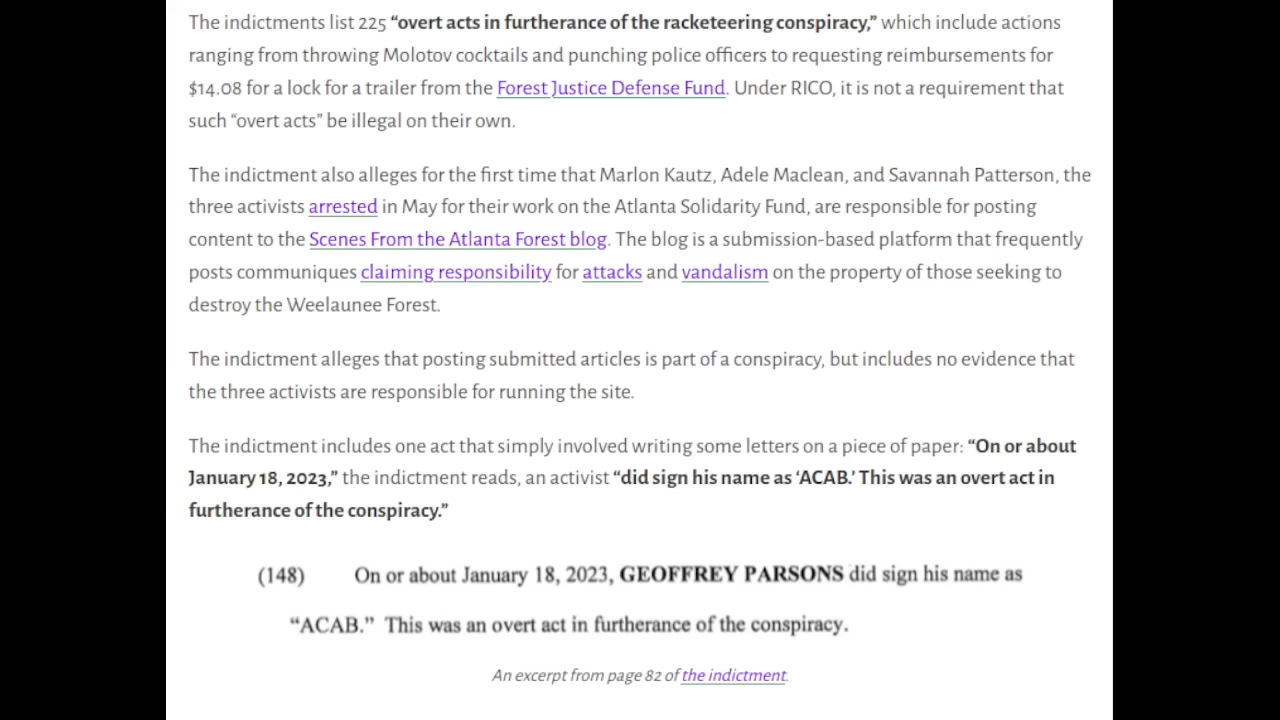 The indictments list 225 “overt acts in furtherance of the racketeering conspiracy,” which include actions
ranging from throwing Molotov cocktails and punching police officers to requesting reimbursements for
$14.08 for a lock for a trailer from the Forest Justice Defense Fund. Under RICO, it is not a requirement that
such “overt acts” be illegal on their own.
The indictment also alleges for the first time that Marlon Kautz, Adele Maclean, and Savannah Patterson, the
three activists arrested in May for their work on the Atlanta Solidarity Fund, are responsible for posting
content to the Scenes From the Atlanta Forest blog. The blog is a submission-based platform that frequently
posts communiques claiming responsibility for attacks and vandalism on the property of those seeking to
destroy the Weelaunee Forest.
The indictment alleges that posting submitted articles is part of a conspiracy, but includes no evidence that
the three activists are responsible for running the site.
The indictment includes one act that simply involved writing some letters on a piece of paper: “On or about
January 18, 2023,” the indictment reads, an activist “did sign his name as ‘ACAB.’ This was an overt act in
furtherance of the conspiracy.”
(148) On or about January 18, 2023, GEOFFREY PARSONS did sign his name as
“ACAB.” This was an overt act in furtherance of the conspiracy.
An excerpt from page 82 of the indictment.